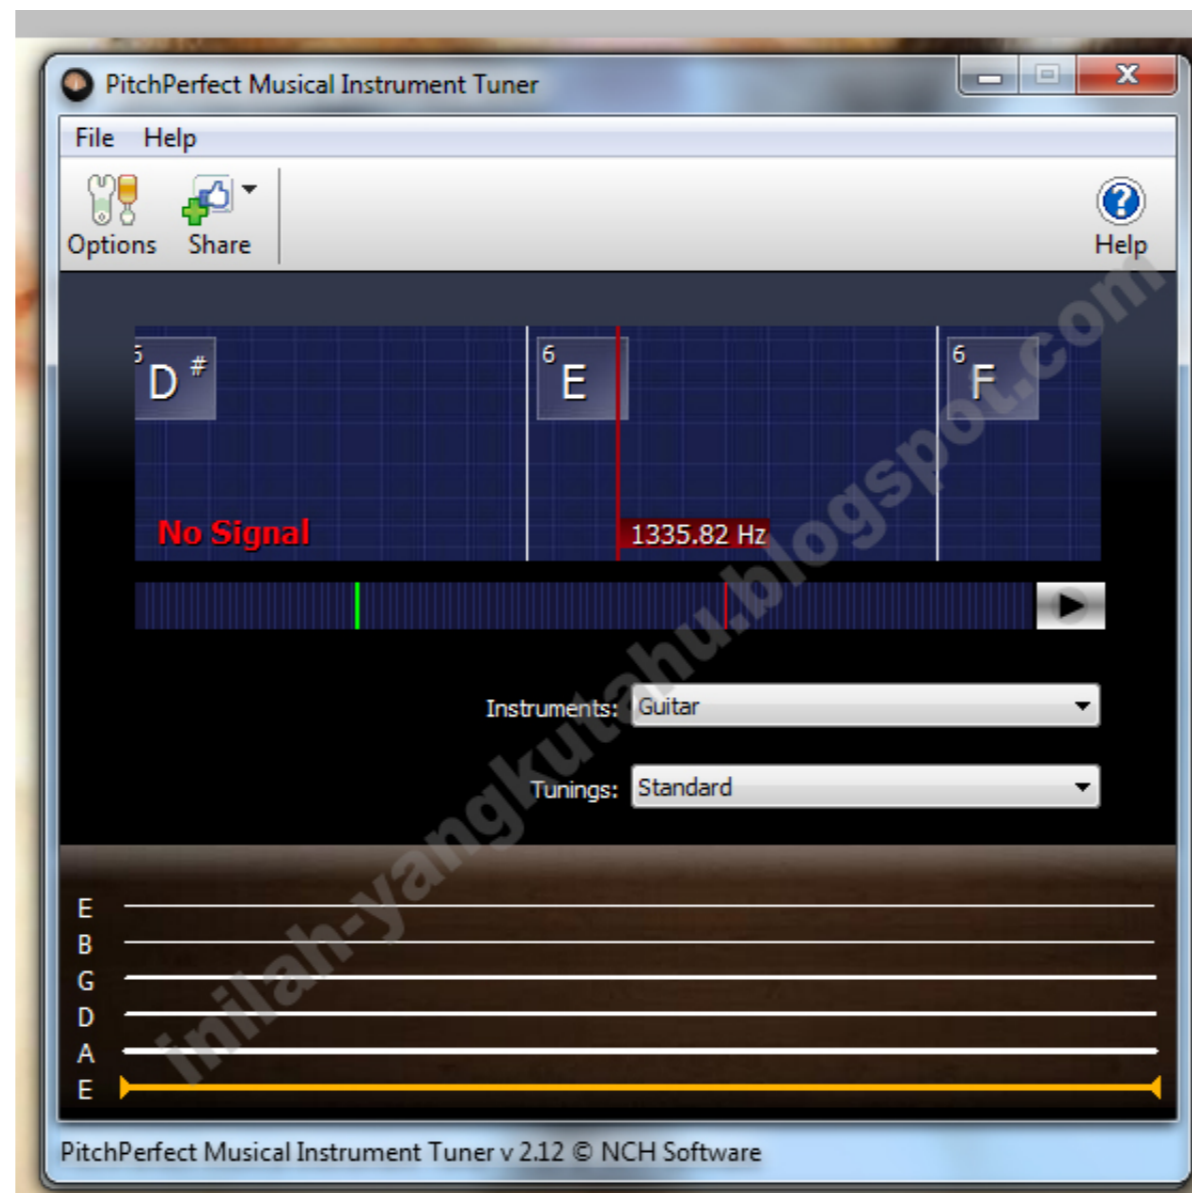 PitchPerfect Musical Instrument Tuner
File Help
Options Share Help
6 D # 6 E 6 F
No Signal 1335.82 Hz
Instruments: Guitar
Tunings: Standard
E
B
G
D
A
E
PitchPerfect Musical Instrument Tuner v 2.12 © NCH Software
inilah-yangkutahu.blogspot.com